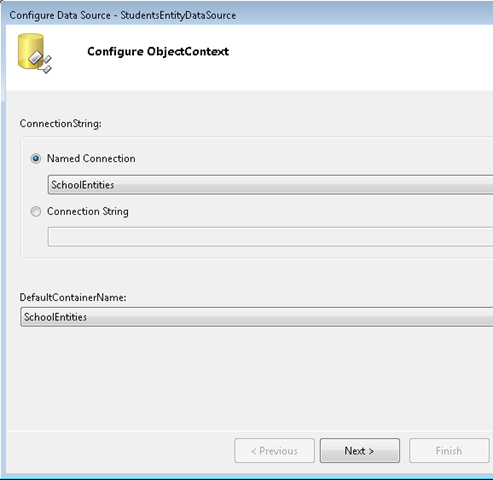 Configure Data Source - StudentsEntityDataSource
Configure ObjectContext
ConnectionString:
Named Connection
SchoolEntities
Connection String
DefaultContainerName:
SchoolEntities
< Previous
Next >
Finish